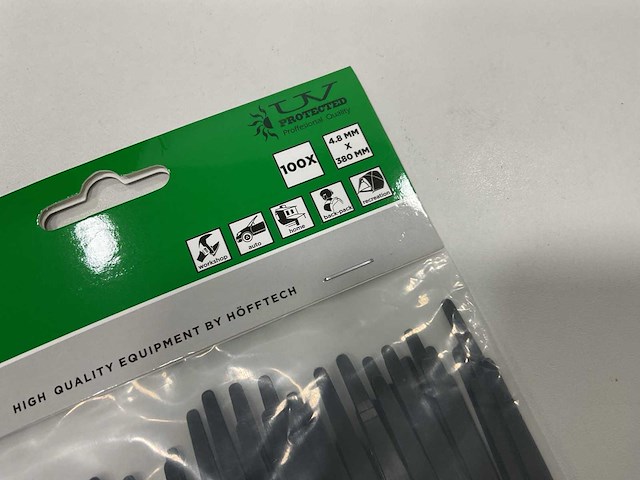 UV
PROTECTED
Proffesional Quality
100X
4.8 MM
X
380 MM
workshop
auto
home
back-pack
recreation
HIGH QUALITY EQUIPMENT BY HÖFFTECH